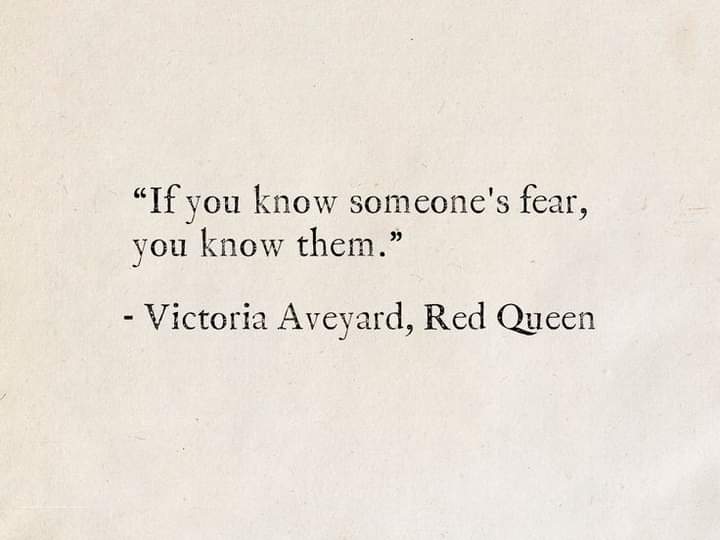 “If you know someone's fear,
you know them.”
- Victoria Aveyard, Red Queen